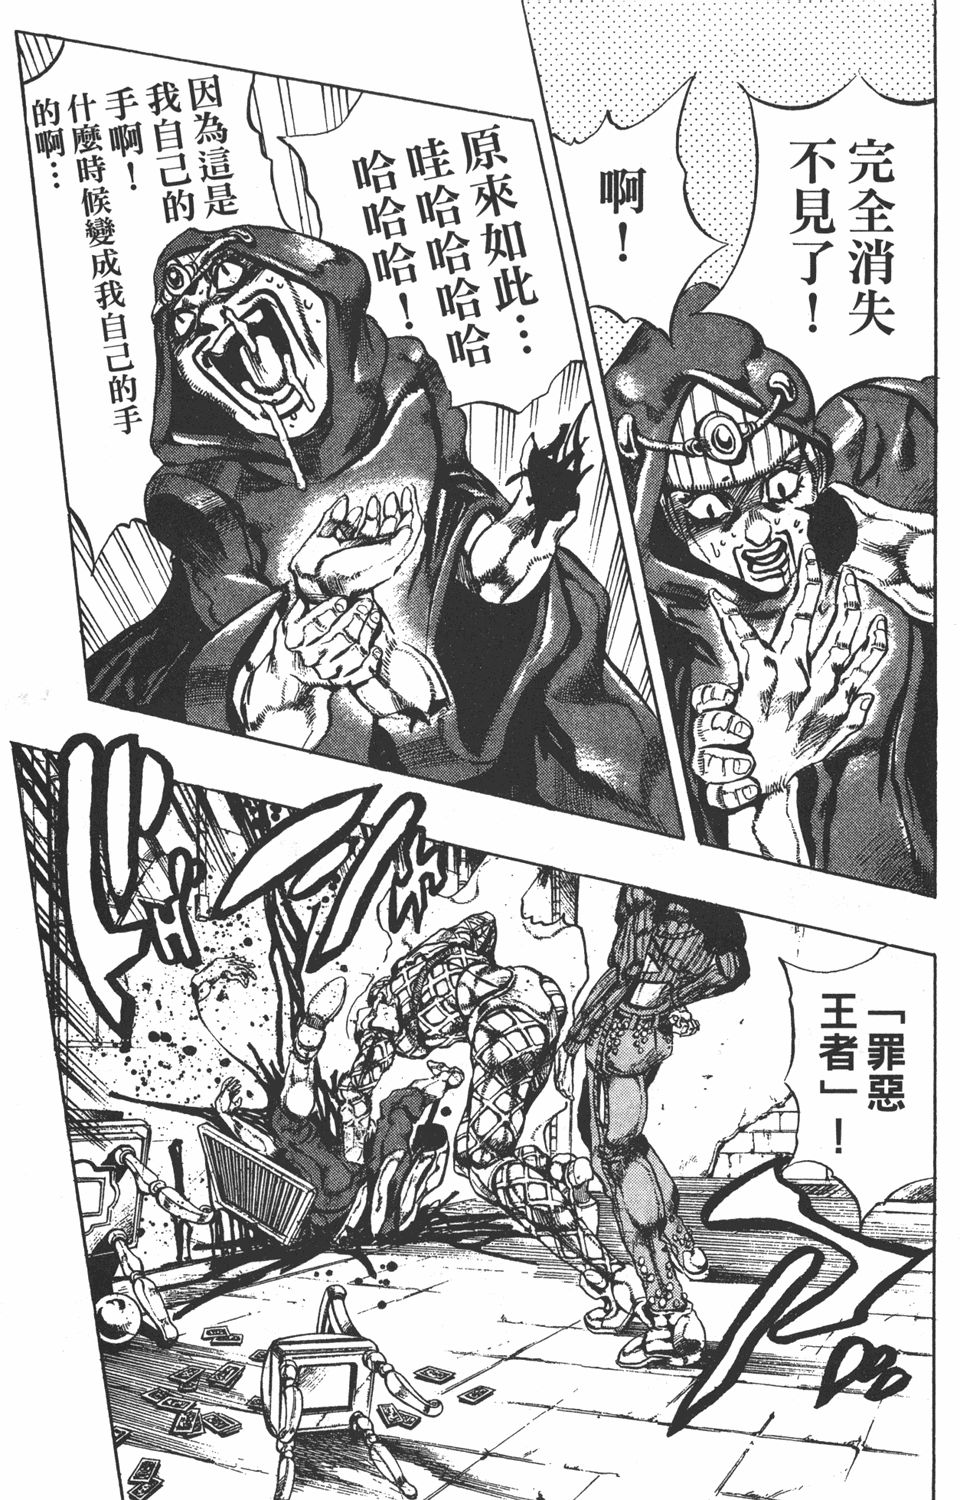 完全消失
不見了！
啊！
原來如此…
哇哈哈哈哈
哈哈哈！
因為這是
我自己的
手啊！
什麼時候變成我自己的手
的啊…
「罪惡
王者」！